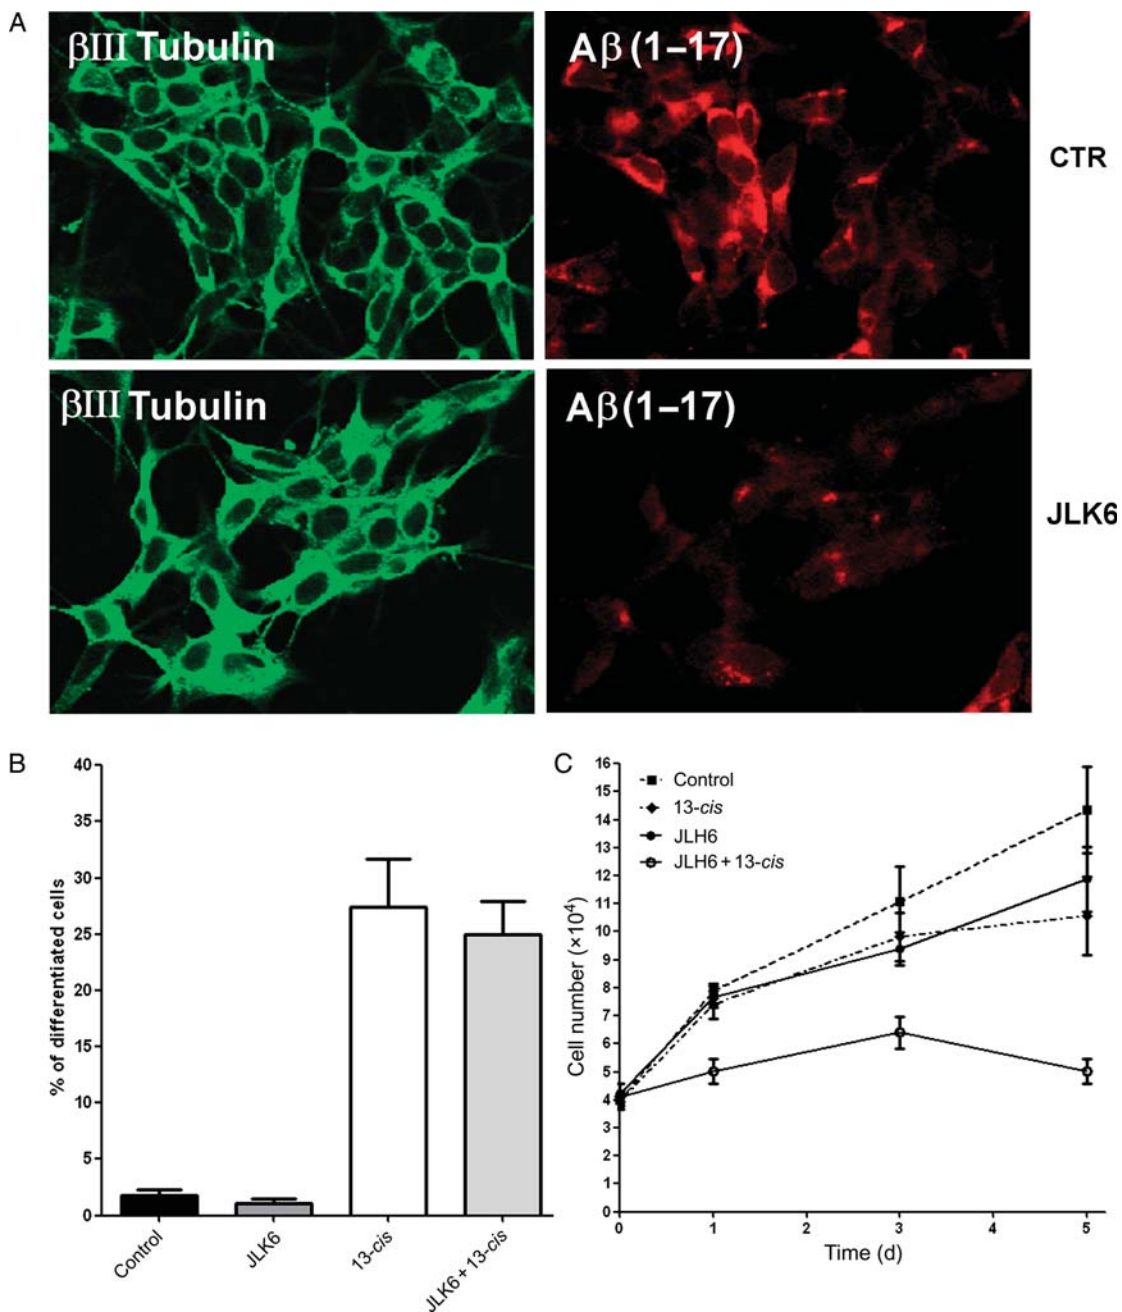 A
βIII Tubulin
Aβ (1–17)
CTR
βIII Tubulin
Aβ (1–17)
JLK6
B
% of differentiated cells
40
35
30
25
20
15
10
5
0
Control
JLK6
13-cis
JLK6 + 13-cis
C
Cell number (×10⁴)
16
15
14
13
12
11
10
9
8
7
6
5
4
3
2
1
0
Control
13-cis
JLH6
JLH6 + 13-cis
0 1 2 3 4 5
Time (d)